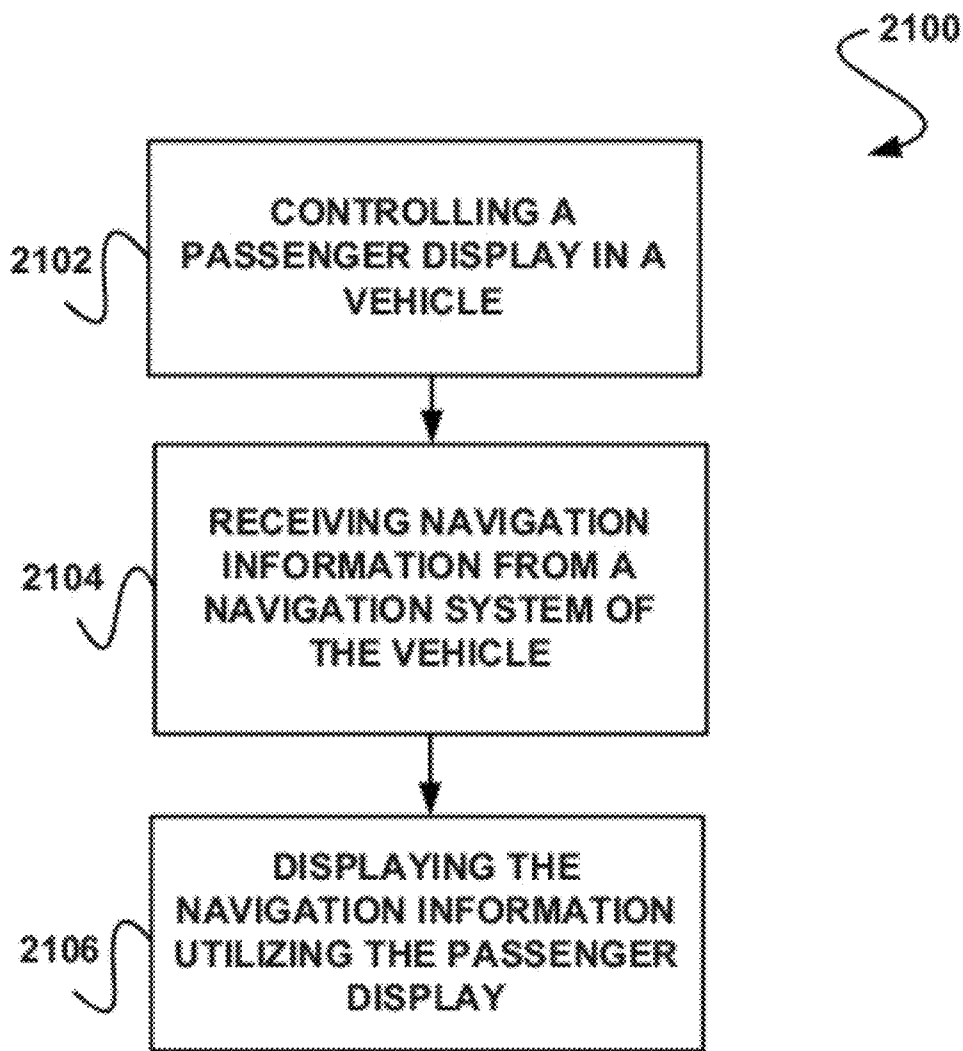 2100
CONTROLLING A
2102
PASSENGER DISPLAY IN A
VEHICLE
RECEIVING NAVIGATION
INFORMATION FROM A
2104
NAVIGATION SYSTEM OF
THE VEHICLE
DISPLAYING THE
NAVIGATION INFORMATION
2106
UTILIZING THE PASSENGER
DISPLAY